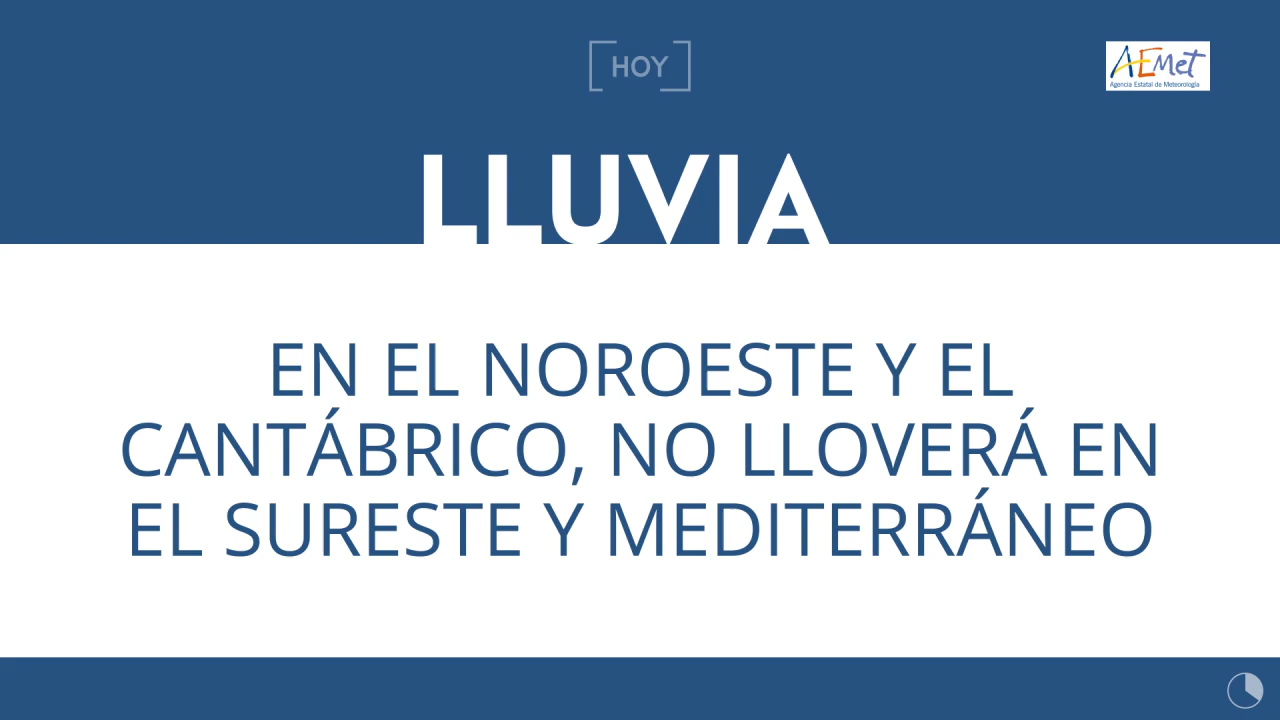 HOY
AEMet
Agencia Estatal de Meteorología
LLUVIA
EN EL NOROESTE Y EL
CANTÁBRICO, NO LLOVERÁ EN
EL SURESTE Y MEDITERRÁNEO